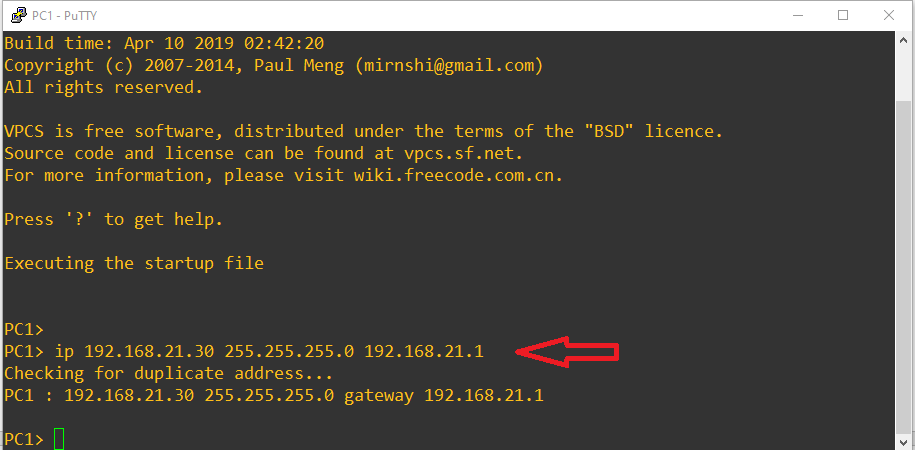 PC1 - PuTTY
Build time: Apr 10 2019 02:42:20
Copyright (c) 2007-2014, Paul Meng (mirnshi@gmail.com)
All rights reserved.
VPCS is free software, distributed under the terms of the "BSD" licence.
Source code and license can be found at vpcs.sf.net.
For more information, please visit wiki.freecode.com.cn.
Press '?' to get help.
Executing the startup file
PC1>
PC1> ip 192.168.21.30 255.255.255.0 192.168.21.1
Checking for duplicate address...
PC1 : 192.168.21.30 255.255.255.0 gateway 192.168.21.1
PC1>